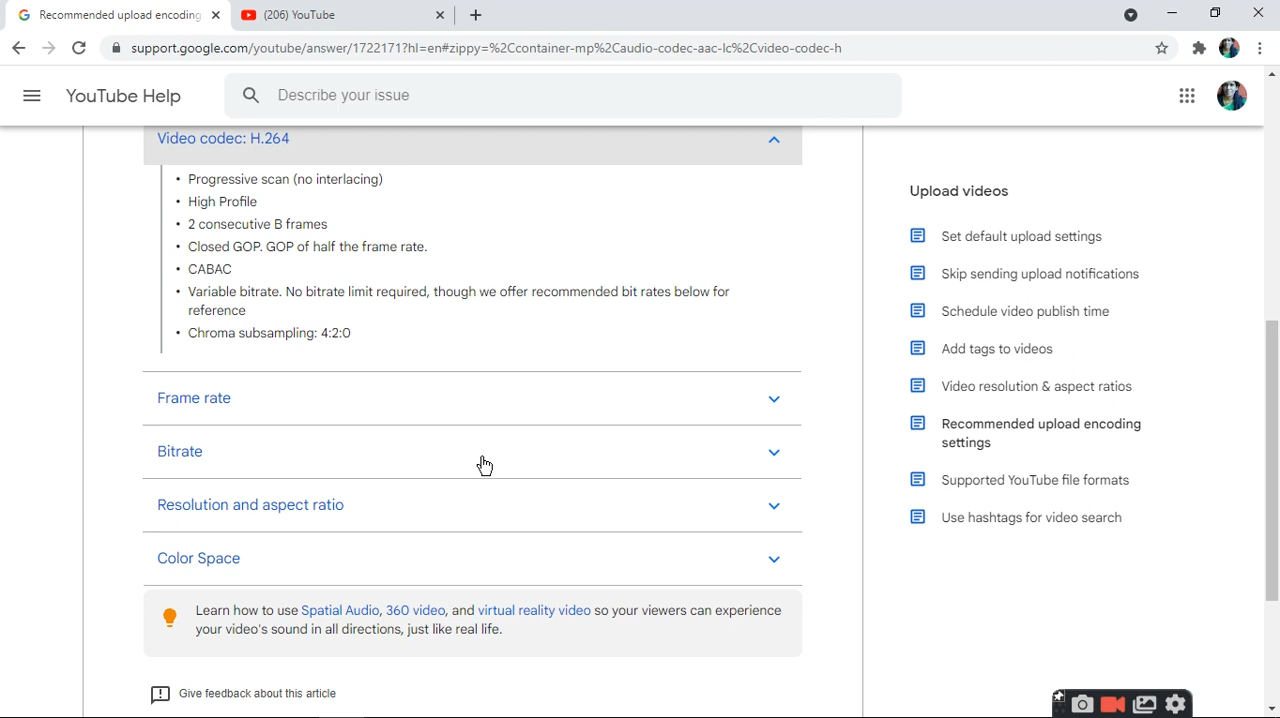 Recommended upload encoding
(206) YouTube
support.google.com/youtube/answer/1722171?hl=en#zippy=%2Ccontainer-mp%2Caudio-codec-aac-lc%2Cvideo-codec-h
YouTube Help
Describe your issue
Video codec: H.264
• Progressive scan (no interlacing)
• High Profile
• 2 consecutive B frames
• Closed GOP. GOP of half the frame rate.
• CABAC
• Variable bitrate. No bitrate limit required, though we offer recommended bit rates below for
reference
• Chroma subsampling: 4:2:0
Frame rate
Bitrate
Resolution and aspect ratio
Color Space
Learn how to use Spatial Audio, 360 video, and virtual reality video so your viewers can experience
your video's sound in all directions, just like real life.
Give feedback about this article
Upload videos
Set default upload settings
Skip sending upload notifications
Schedule video publish time
Add tags to videos
Video resolution & aspect ratios
Recommended upload encoding
settings
Supported YouTube file formats
Use hashtags for video search